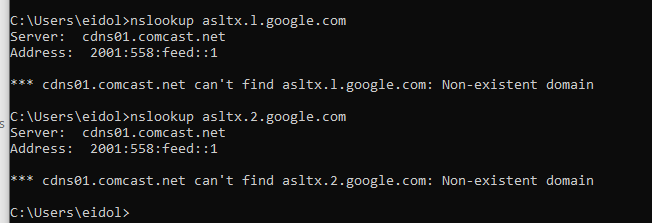 C:\Users\eidol>nslookup asltx.l.google.com
Server:  cdns01.comcast.net
Address:  2001:558:feed::1
*** cdns01.comcast.net can't find asltx.l.google.com: Non-existent domain
C:\Users\eidol>nslookup asltx.2.google.com
Server:  cdns01.comcast.net
Address:  2001:558:feed::1
*** cdns01.comcast.net can't find asltx.2.google.com: Non-existent domain
C:\Users\eidol>